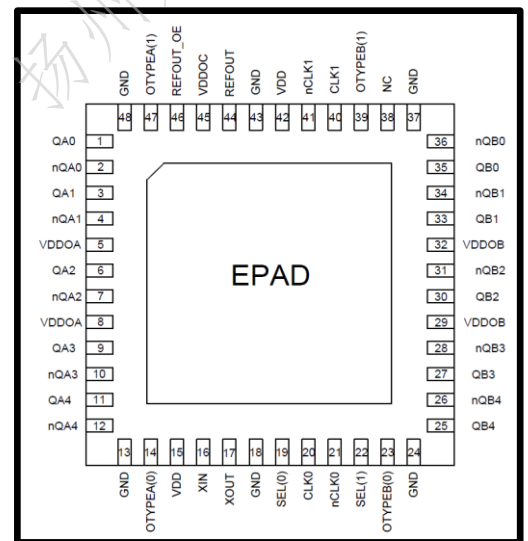 扬州
GND OTYPEA(1) REFOUT_OE VDDOC REFOUT GND VDD nCLK1 CLK1 OTYPEB(1) NC GND
48 47 46 45 44 43 42 41 40 39 38 37
QA0 1 36 nQB0
nQA0 2 35 QB0
QA1 3 34 nQB1
nQA1 4 33 QB1
VDDOA 5 32 VDDOB
QA2 6 31 nQB2
EPAD
nQA2 7 30 QB2
VDDOA 8 29 VDDOB
QA3 9 28 nQB3
nQA3 10 27 QB3
QA4 11 26 nQB4
nQA4 12 25 QB4
13 14 15 16 17 18 19 20 21 22 23 24
GND OTYPEA(0) VDD XIN XOUT GND SEL(0) CLK0 nCLK0 SEL(1) OTYPEB(0) GND